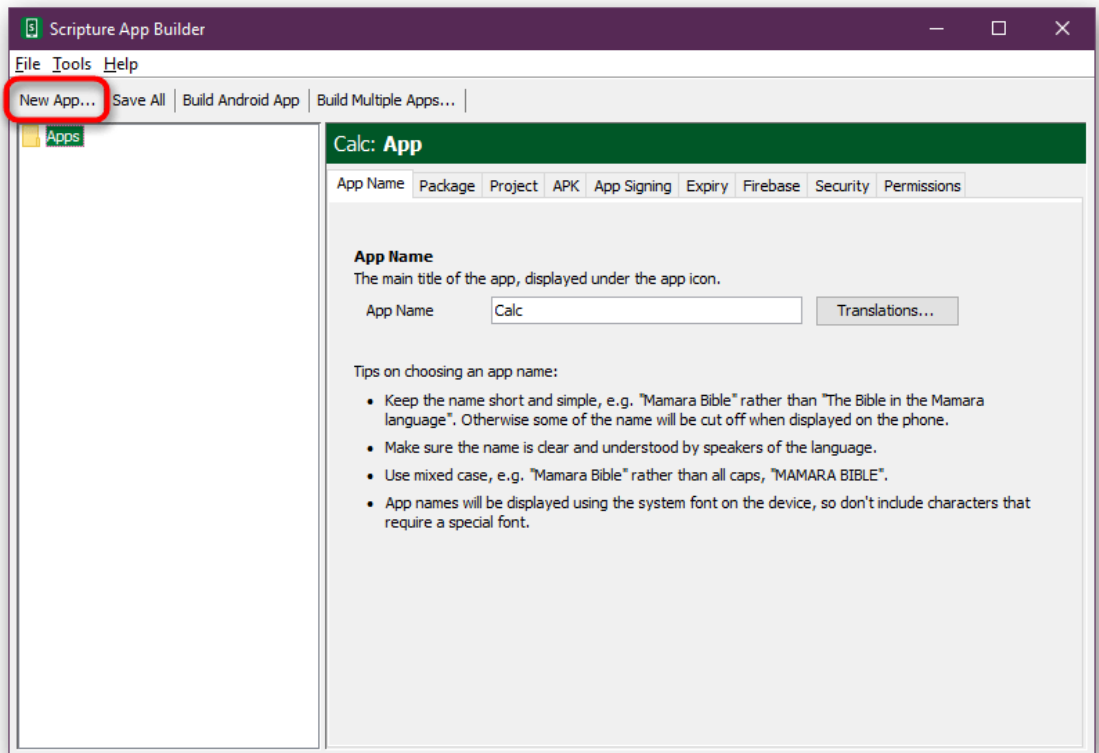 Scripture App Builder
File Tools Help
New App... Save All Build Android App Build Multiple Apps...
Apps
Calc: App
App Name Package Project APK App Signing Expiry Firebase Security Permissions
App Name
The main title of the app, displayed under the app icon.
App Name Calc Translations...
Tips on choosing an app name:
• Keep the name short and simple, e.g. "Mamara Bible" rather than "The Bible in the Mamara
language". Otherwise some of the name will be cut off when displayed on the phone.
• Make sure the name is clear and understood by speakers of the language.
• Use mixed case, e.g. "Mamara Bible" rather than all caps, "MAMARA BIBLE".
• App names will be displayed using the system font on the device, so don't include characters that
require a special font.